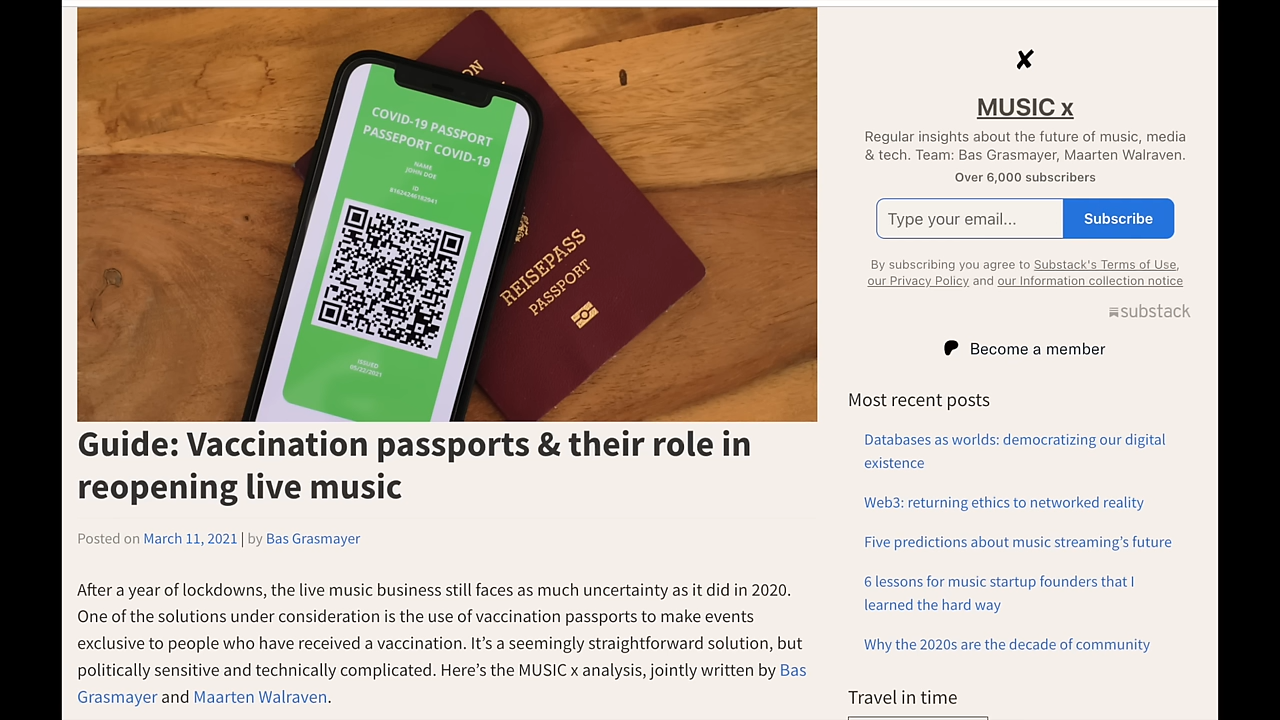 ON
COVID-19 PASSPORT
PASSEPORT COVID-19
NAME
JOHN DOE
ID
ISSUED
05/22/2021
REISEPASS
PASSPORT
Guide: Vaccination passports & their role in
reopening live music
Posted on March 11, 2021 | by Bas Grasmayer
After a year of lockdowns, the live music business still faces as much uncertainty as it did in 2020.
One of the solutions under consideration is the use of vaccination passports to make events
exclusive to people who have received a vaccination. It’s a seemingly straightforward solution, but
politically sensitive and technically complicated. Here’s the MUSIC x analysis, jointly written by Bas
Grasmayer and Maarten Walraven.
MUSIC x
Regular insights about the future of music, media
& tech. Team: Bas Grasmayer, Maarten Walraven.
Over 6,000 subscribers
Type your email...
Subscribe
By subscribing you agree to Substack's Terms of Use,
our Privacy Policy and our Information collection notice
substack
Become a member
Most recent posts
Databases as worlds: democratizing our digital
existence
Web3: returning ethics to networked reality
Five predictions about music streaming’s future
6 lessons for music startup founders that I
learned the hard way
Why the 2020s are the decade of community
Travel in time